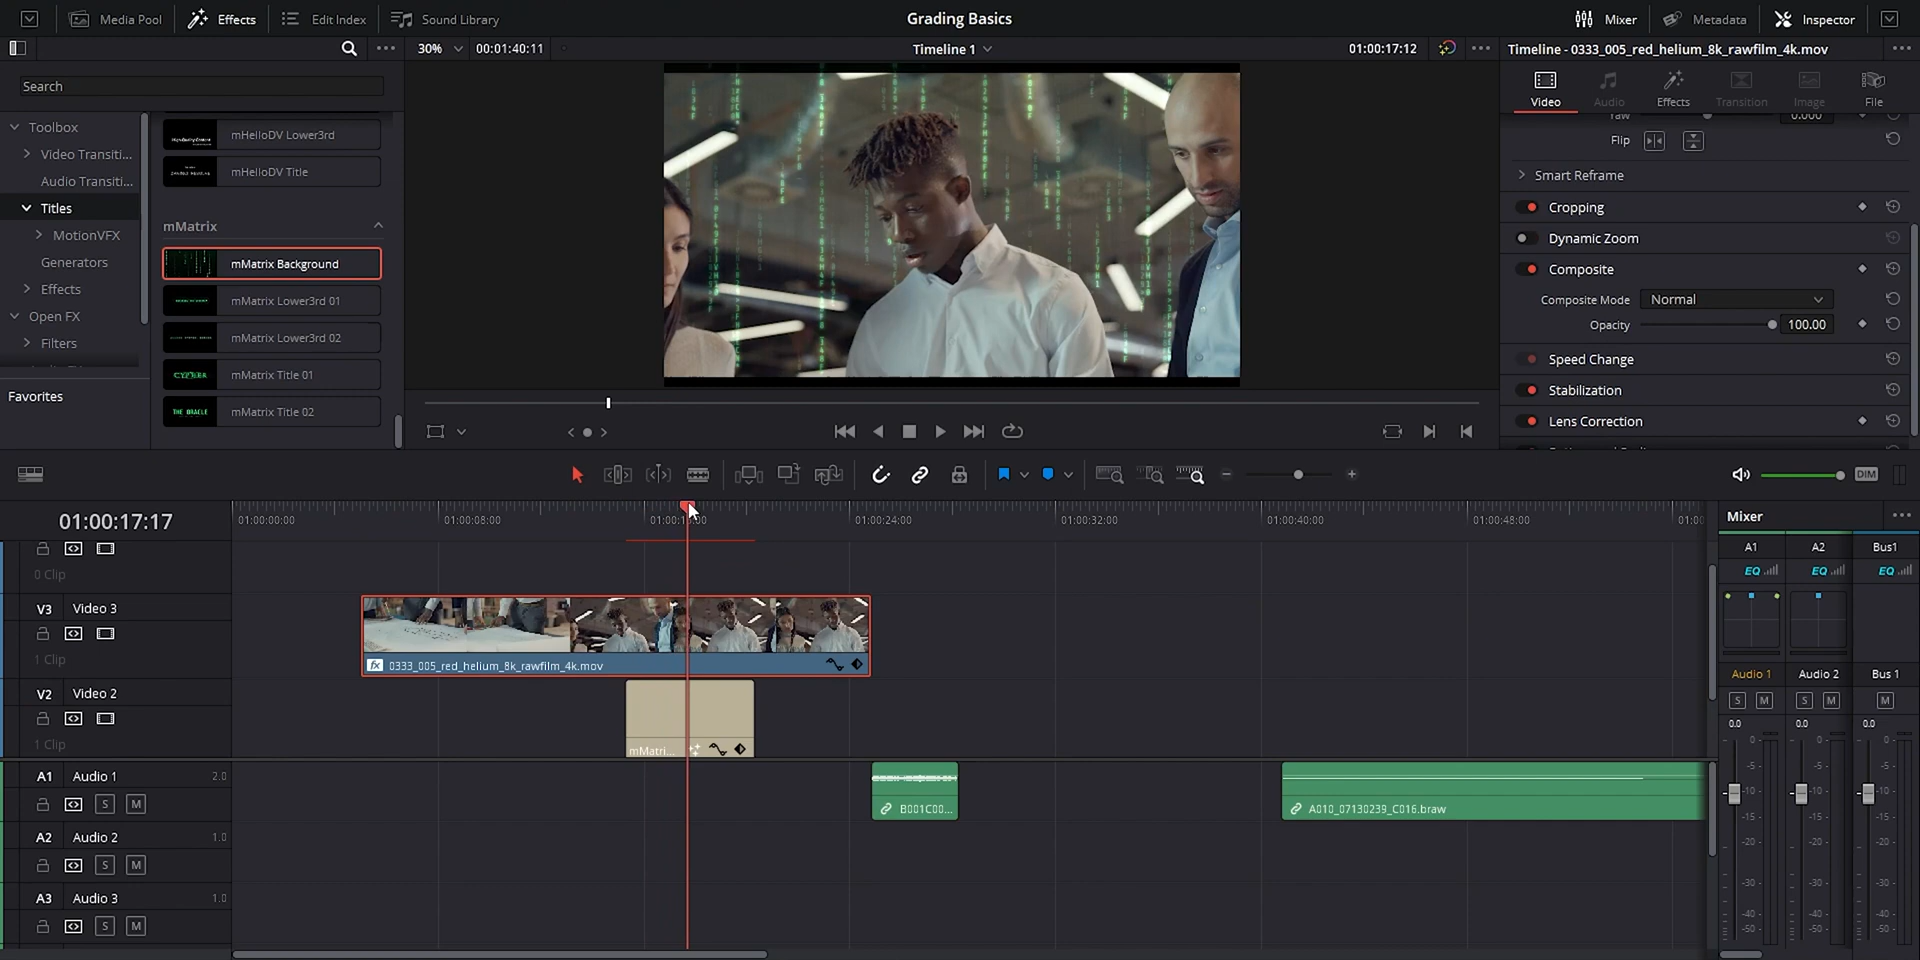 Media Pool
Effects
Edit Index
Sound Library
Grading Basics
Mixer
Metadata
Inspector
30%
00:01:40:11
Timeline 1
01:00:17:12
Timeline - 0333_005_red_helium_8k_rawfilm_4k.mov
Search
Video
Audio
Effects
Transition
Image
File
Toolbox
Video Transiti...
Audio Transiti...
Titles
MotionVFX
Generators
Effects
Open FX
Filters
Favorites
mHelloDV Lower3rd
mHelloDV Title
mMatrix
mMatrix Background
mMatrix Lower3rd 01
mMatrix Lower3rd 02
CYPHER
mMatrix Title 01
THE ORACLE
mMatrix Title 02
Yaw
0.000
Flip
Smart Reframe
Cropping
Dynamic Zoom
Composite
Composite Mode
Normal
Opacity
100.00
Speed Change
Stabilization
Lens Correction
DIM
01:00:17:17
01:00:00:00
01:00:08:00
01:00:24:00
01:00:32:00
01:00:40:00
01:00:48:00
01:00
0 Clip
V3
Video 3
1 Clip
fx
0333_005_red_helium_8k_rawfilm_4k.mov
V2
Video 2
1 Clip
mMatri...
A1
Audio 1
2.0
S
M
B001C00...
A010_07130239_C016.braw
A2
Audio 2
1.0
S
M
A3
Audio 3
1.0
S
M
Mixer
A1
A2
Bus1
EQ
EQ
EQ
Audio 1
Audio 2
Bus 1
S
M
S
M
M
0.0
0.0
0.0
0
-5
-10
-15
-20
-30
-40
-50
0
-5
-10
-15
-20
-30
-40
-50
0
-5
-10
-15
-20
-30
-40
-50